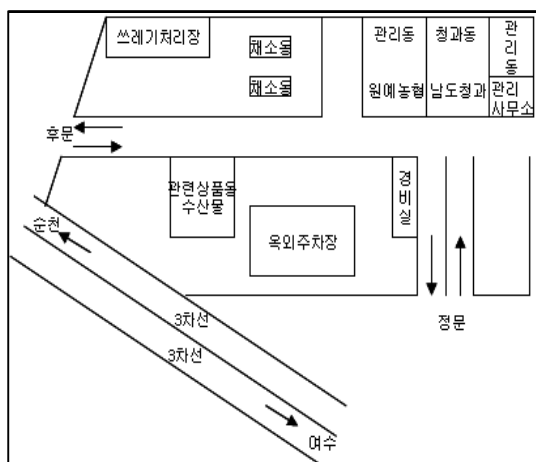 쓰레기처리장
채소동
채소동
관리동
원예농협
청과동
남도청과
관
리
동
관리
사무소
후문
관련상품동
수산물
경
비
실
옥외주차장
순천
정문
3차선
3차선
여수